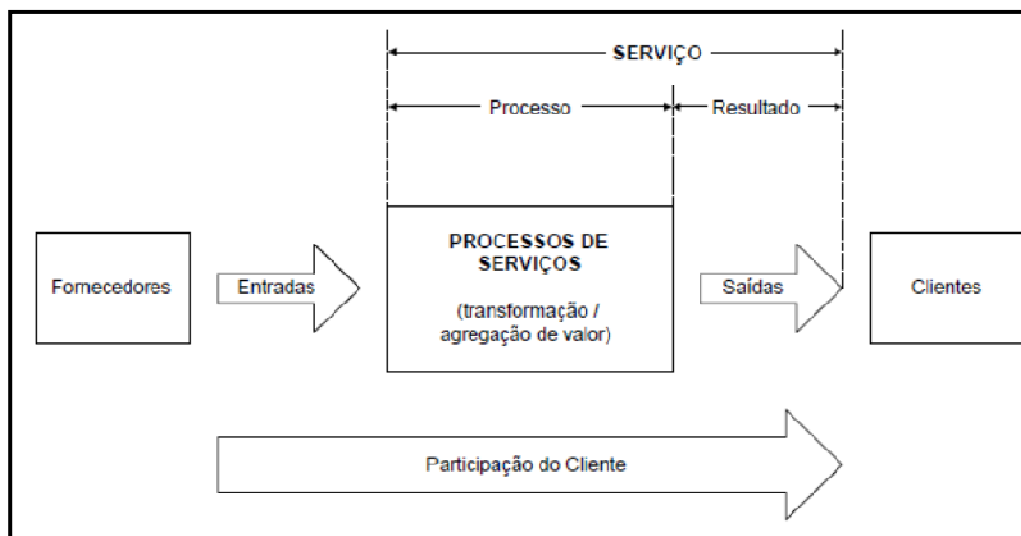 SERVIÇO
Processo
Resultado
Fornecedores
Entradas
PROCESSOS DE
SERVIÇOS
(transformação /
agregação de valor)
Saídas
Clientes
Participação do Cliente